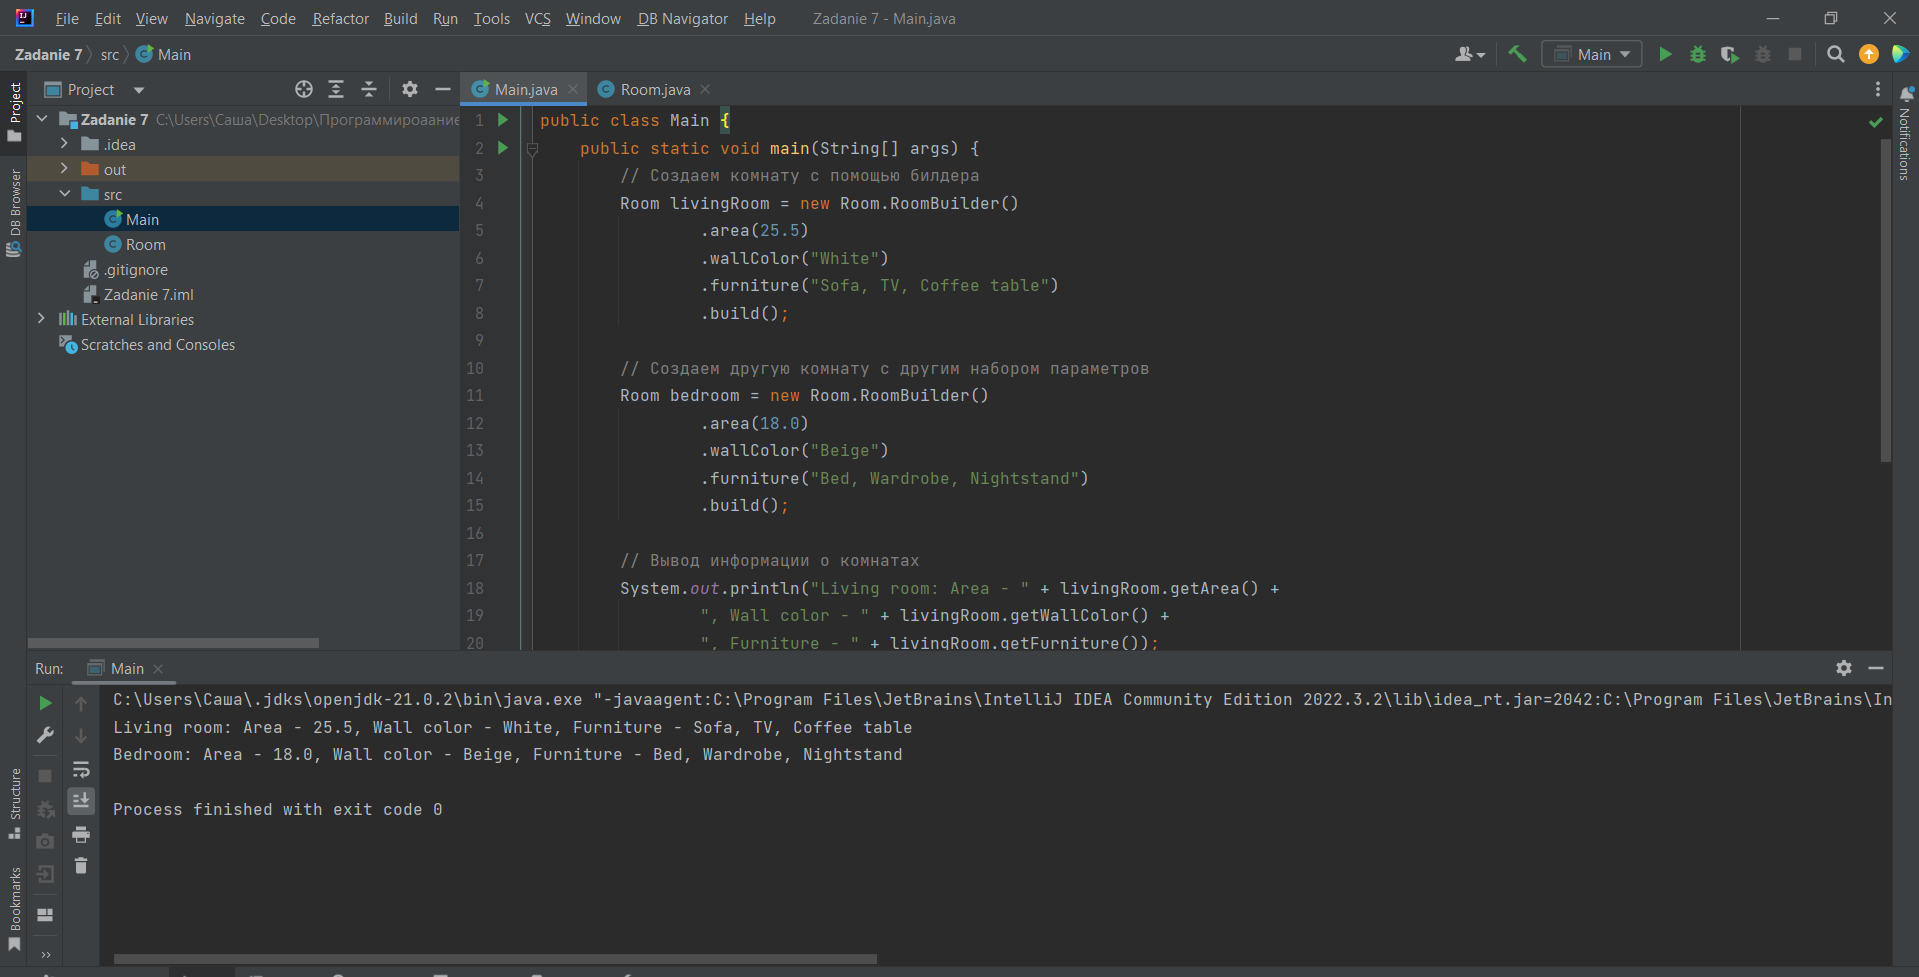 File Edit View Navigate Code Refactor Build Run Tools VCS Window DB Navigator Help Zadanie 7 - Main.java
Zadanie 7 src Main
Main
Project
Main.java
Room.java
Project
DB Browser
Structure
Bookmarks
Notifications
Zadanie 7 C:\Users\Саша\Desktop\Программироаание
.idea
out
src
Main
Room
.gitignore
Zadanie 7.iml
External Libraries
Scratches and Consoles
1 public class Main {
2 public static void main(String[] args) {
3 // Создаем комнату с помощью билдера
4 Room livingRoom = new Room.RoomBuilder()
5 .area(25.5)
6 .wallColor("White")
7 .furniture("Sofa, TV, Coffee table")
8 .build();
9
10 // Создаем другую комнату с другим набором параметров
11 Room bedroom = new Room.RoomBuilder()
12 .area(18.0)
13 .wallColor("Beige")
14 .furniture("Bed, Wardrobe, Nightstand")
15 .build();
16
17 // Вывод информации о комнатах
18 System.out.println("Living room: Area - " + livingRoom.getArea() +
19 ", Wall color - " + livingRoom.getWallColor() +
20 ", Furniture - " + livingRoom.getFurniture());
Run: Main
C:\Users\Саша\.jdks\openjdk-21.0.2\bin\java.exe "-javaagent:C:\Program Files\JetBrains\IntelliJ IDEA Community Edition 2022.3.2\lib\idea_rt.jar=2042:C:\Program Files\JetBrains\In
Living room: Area - 25.5, Wall color - White, Furniture - Sofa, TV, Coffee table
Bedroom: Area - 18.0, Wall color - Beige, Furniture - Bed, Wardrobe, Nightstand
Process finished with exit code 0